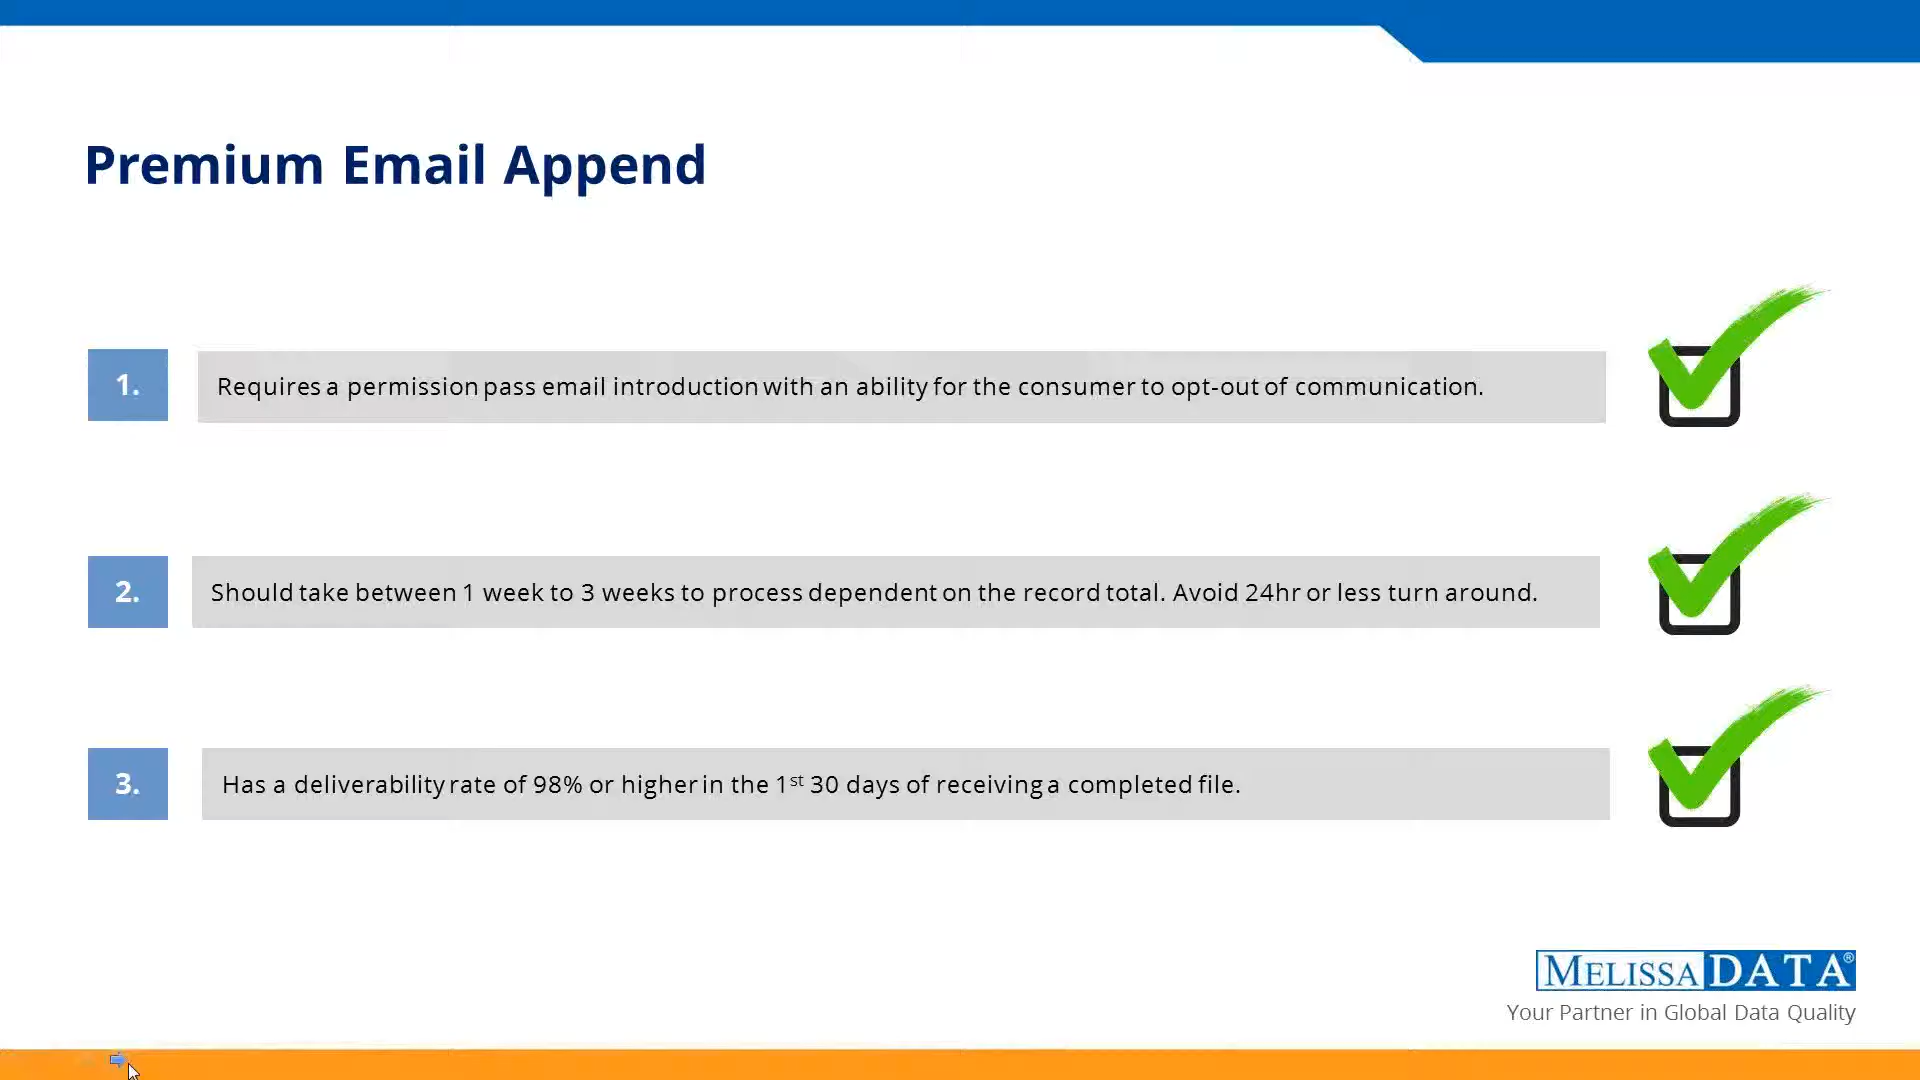 Premium Email Append
1.
Requires a permission pass email introduction with an ability for the consumer to opt-out of communication.
2.
Should take between 1 week to 3 weeks to process dependent on the record total. Avoid 24hr or less turn around.
3.
Has a deliverability rate of 98% or higher in the 1st 30 days of receiving a completed file.
MELISSA DATA®
Your Partner in Global Data Quality